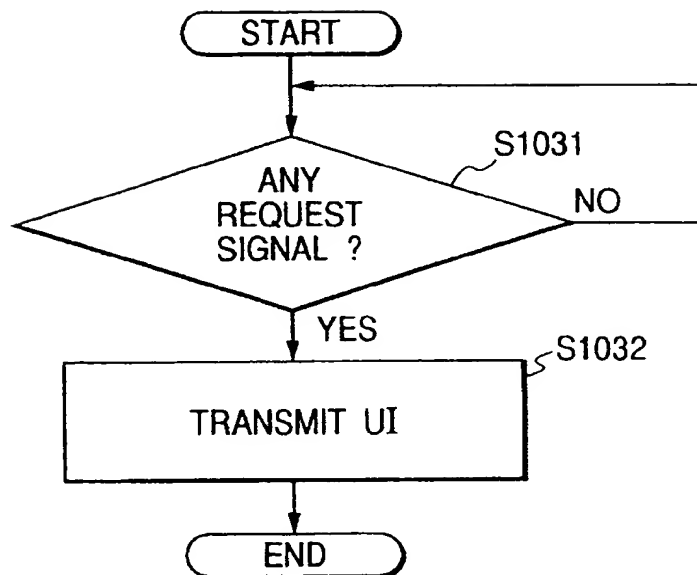 START
S1031
ANY
REQUEST
SIGNAL ?
NO
YES
S1032
TRANSMIT UI
END